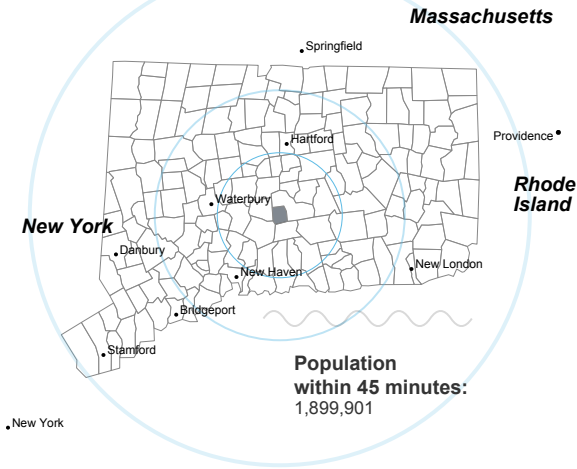 Massachusetts
Springfield
Providence
Hartford
Rhode
Island
Waterbury
New York
Danbury
New London
New Haven
Bridgeport
Stamford
Population
within 45 minutes:
1,899,901
New York